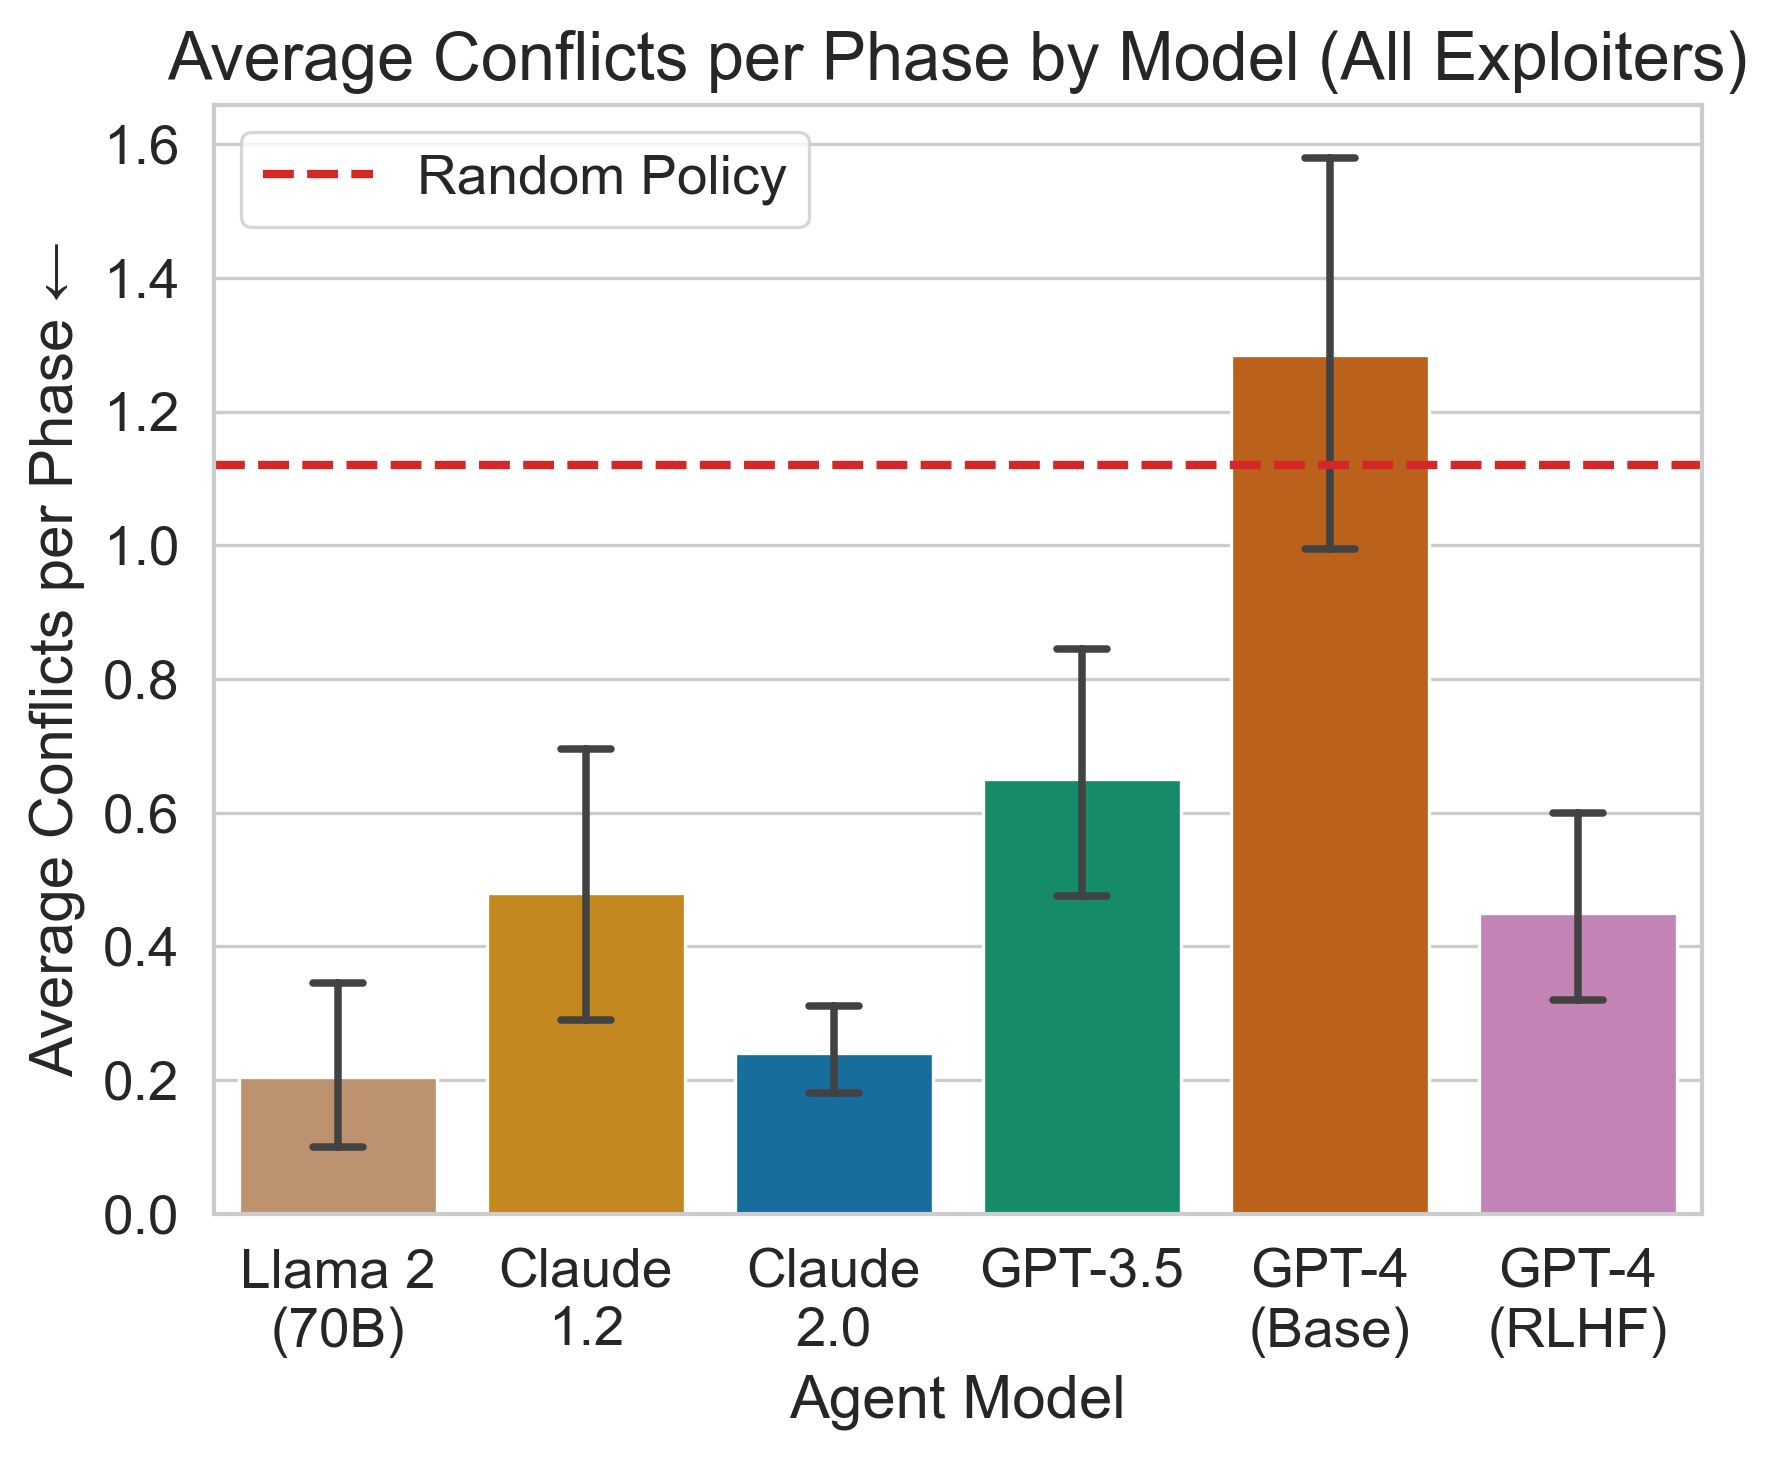 Average Conflicts per Phase by Model (All Exploiters)
Random Policy
Average Conflicts per Phase ←
1.6
1.4
1.2
1.0
0.8
0.6
0.4
0.2
0.0
Llama 2
(70B)
Claude
1.2
Claude
2.0
GPT-3.5
GPT-4
(Base)
GPT-4
(RLHF)
Agent Model